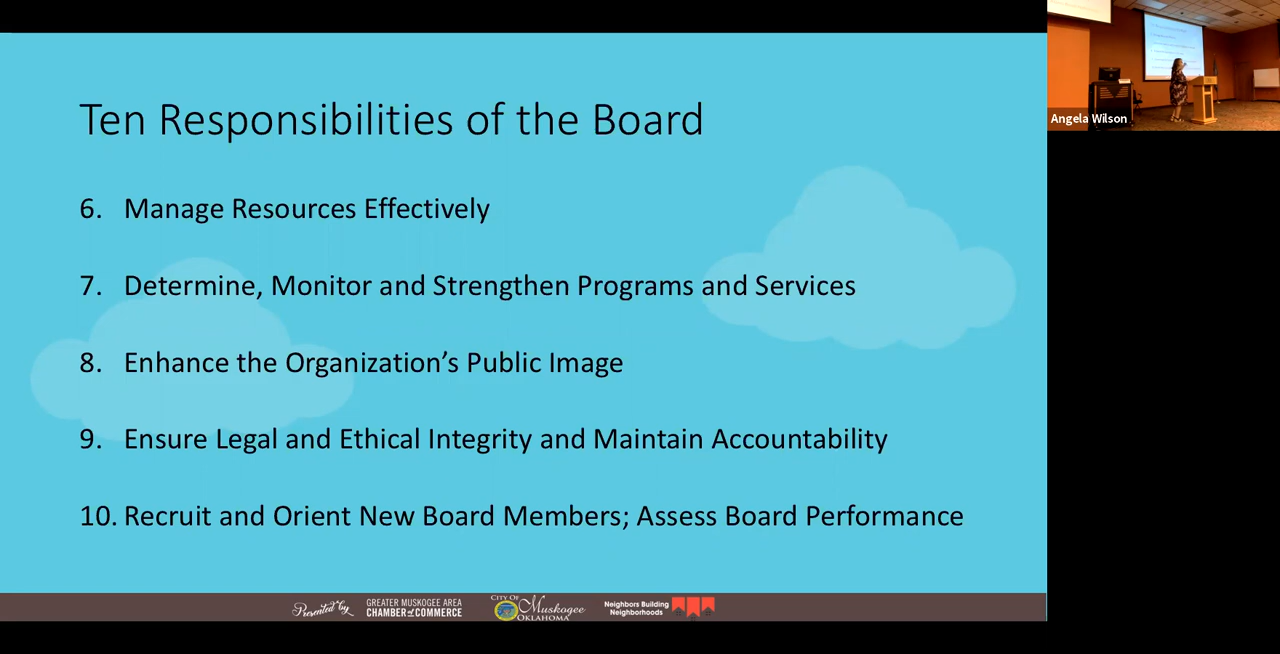 Ten Responsibilities of the Board
6. Manage Resources Effectively
7. Determine, Monitor and Strengthen Programs and Services
8. Enhance the Organization’s Public Image
9. Ensure Legal and Ethical Integrity and Maintain Accountability
10. Recruit and Orient New Board Members; Assess Board Performance
Presented by
GREATER MUSKOGEE AREA
CHAMBER of COMMERCE
CITY OF
Muskogee
OKLAHOMA
Neighbors Building
Neighborhoods
Angela Wilson